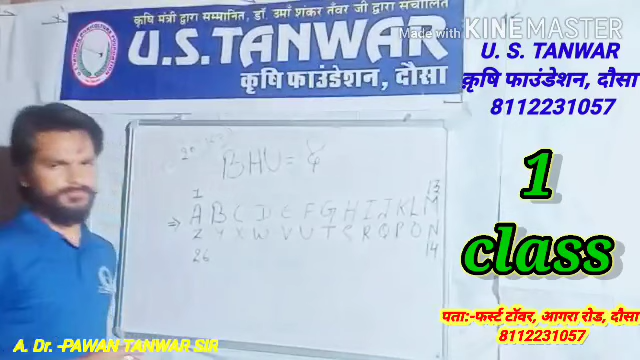 कृषि मंत्री द्वारा सम्मानित, डॉ. उमाँ शंकर तँवर जी द्वारा संचालित
U.S.TANWAR
कृषि फाउंडेशन, दौसा
Made with KINEMASTER
U. S. TANWAR
कृषि फाउंडेशन, दौसा
8112231057
BHU =
1 13
A B C D E F G H I J K L M
Z Y X W V U T S R Q P O N
26 14
1
class
पताः-फर्स्ट टॉवर, आगरा रोड, दौसा
8112231057
A. Dr. -PAWAN TANWAR SIR